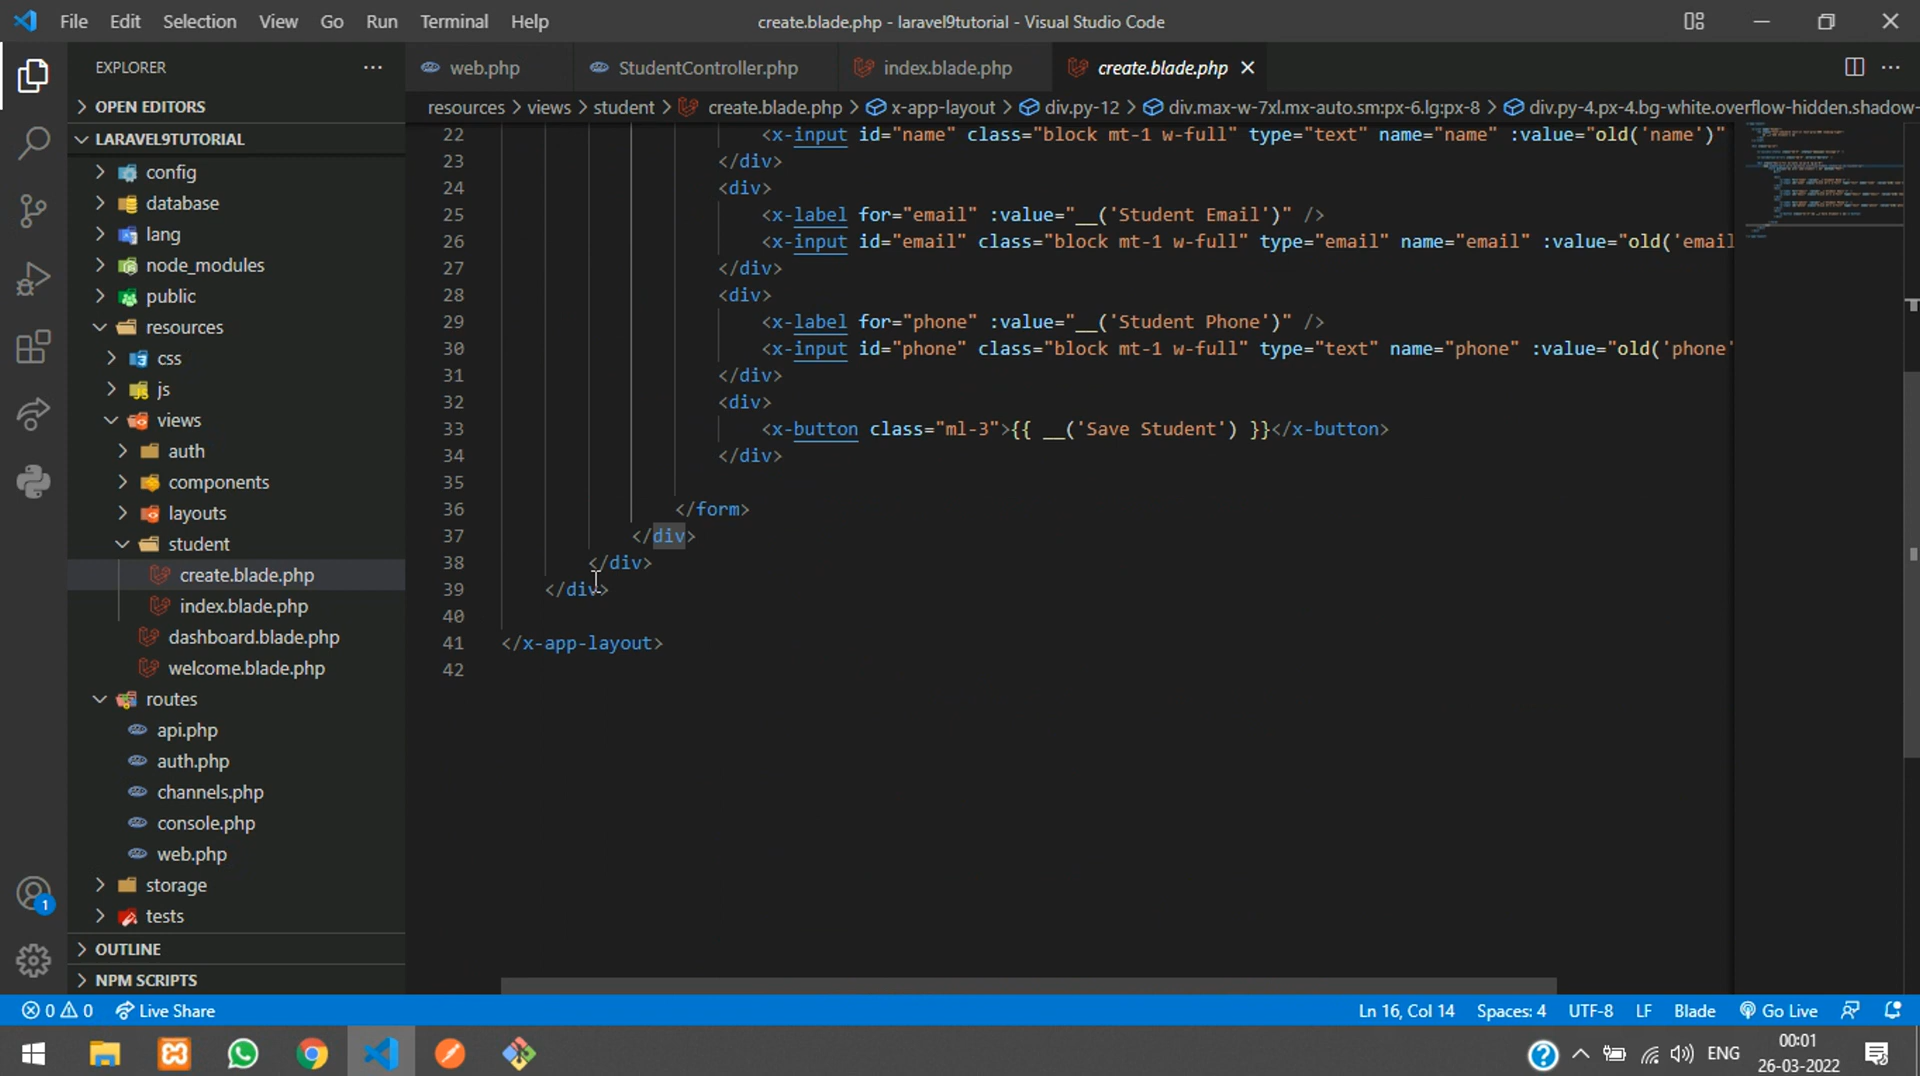 File Edit Selection View Go Run Terminal Help
create.blade.php - laravel9tutorial - Visual Studio Code
EXPLORER
web.php
StudentController.php
index.blade.php
create.blade.php
OPEN EDITORS
resources > views > student > create.blade.php > x-app-layout > div.py-12 > div.max-w-7xl.mx-auto.sm:px-6.lg:px-8 > div.py-4.px-4.bg-white.overflow-hidden.shadow-
LARAVEL9TUTORIAL
config
database
lang
node_modules
public
resources
css
js
views
auth
components
layouts
student
create.blade.php
index.blade.php
dashboard.blade.php
welcome.blade.php
routes
api.php
auth.php
channels.php
console.php
web.php
storage
tests
OUTLINE
NPM SCRIPTS
22 <x-input id="name" class="block mt-1 w-full" type="text" name="name" :value="old('name')"
23 </div>
24 <div>
25 <x-label for="email" :value="__('Student Email')" />
26 <x-input id="email" class="block mt-1 w-full" type="email" name="email" :value="old('email
27 </div>
28 <div>
29 <x-label for="phone" :value="__('Student Phone')" />
30 <x-input id="phone" class="block mt-1 w-full" type="text" name="phone" :value="old('phone'
31 </div>
32 <div>
33 <x-button class="ml-3">{{ __('Save Student') }}</x-button>
34 </div>
35
36 </form>
37 </div>
38 </div>
39 </div>
40
41 </x-app-layout>
42
0 0 Live Share
Ln 16, Col 14 Spaces: 4 UTF-8 LF Blade Go Live
1
ENG
00:01
26-03-2022